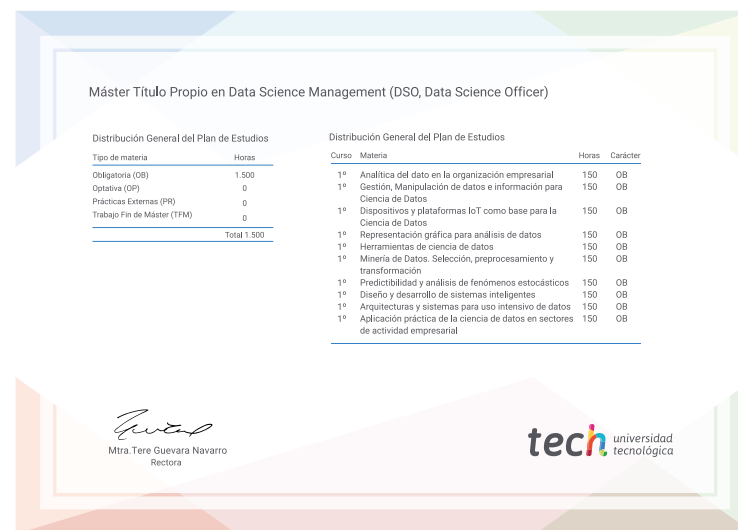 Máster Título Propio en Data Science Management (DSO, Data Science Officer)
Distribución General del Plan de Estudios
Tipo de materia Horas
Obligatoria (OB) 1.500
Optativa (OP) 0
Prácticas Externas (PR) 0
Trabajo Fin de Máster (TFM) 0
Total 1.500
Distribución General del Plan de Estudios
Curso Materia Horas Carácter
1º Analítica del dato en la organización empresarial 150 OB
1º Gestión, Manipulación de datos e información para 150 OB
Ciencia de Datos
1º Dispositivos y plataformas IoT como base para la 150 OB
Ciencia de Datos
1º Representación gráfica para análisis de datos 150 OB
1º Herramientas de ciencia de datos 150 OB
1º Minería de Datos. Selección, preprocesamiento y 150 OB
transformación
1º Predictibilidad y análisis de fenómenos estocásticos 150 OB
1º Diseño y desarrollo de sistemas inteligentes 150 OB
1º Arquitecturas y sistemas para uso intensivo de datos 150 OB
1º Aplicación práctica de la ciencia de datos en sectores 150 OB
de actividad empresarial
Mtra.Tere Guevara Navarro
Rectora
tech universidad
tecnológica